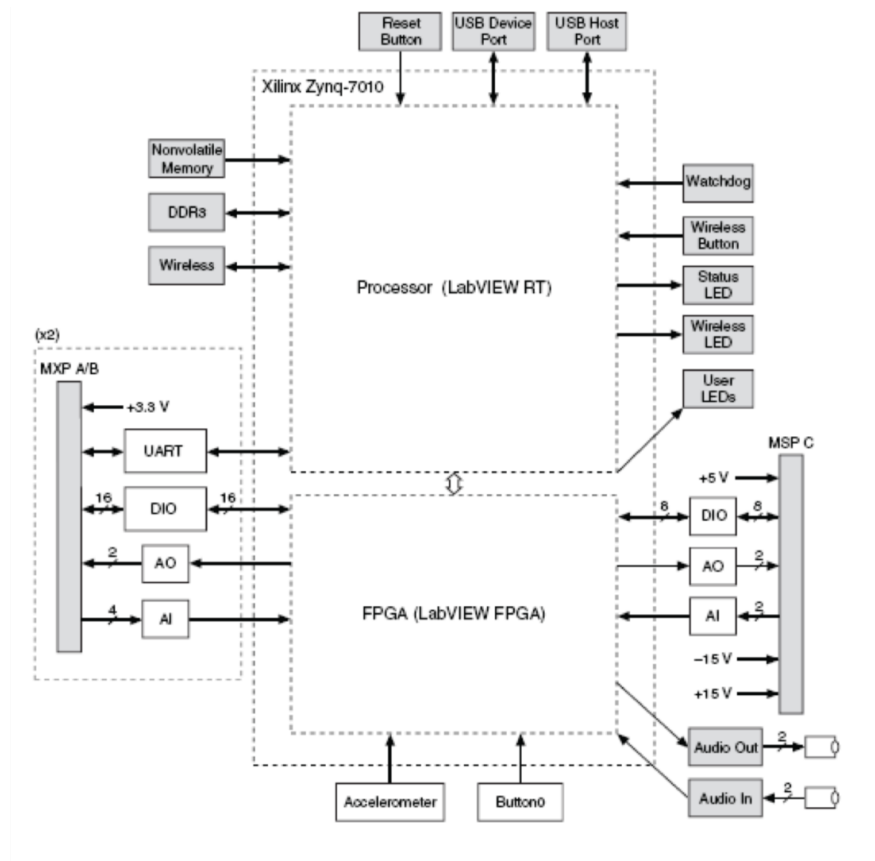 Reset
Button
USB Device
Port
USB Host
Port
Xilinx Zynq-7010
Nonvolatile
Memory
DDR3
Wireless
Processor (LabVIEW RT)
Watchdog
Wireless
Button
Status
LED
Wireless
LED
User
LEDs
(x2)
MXP A/B
+3.3 V
UART
16
DIO
16
2
AO
4
AI
FPGA (LabVIEW FPGA)
MSP C
+5 V
8
DIO
8
AO
2
AI
2
–15 V
+15 V
Audio Out
2
Audio In
2
Accelerometer
Button0